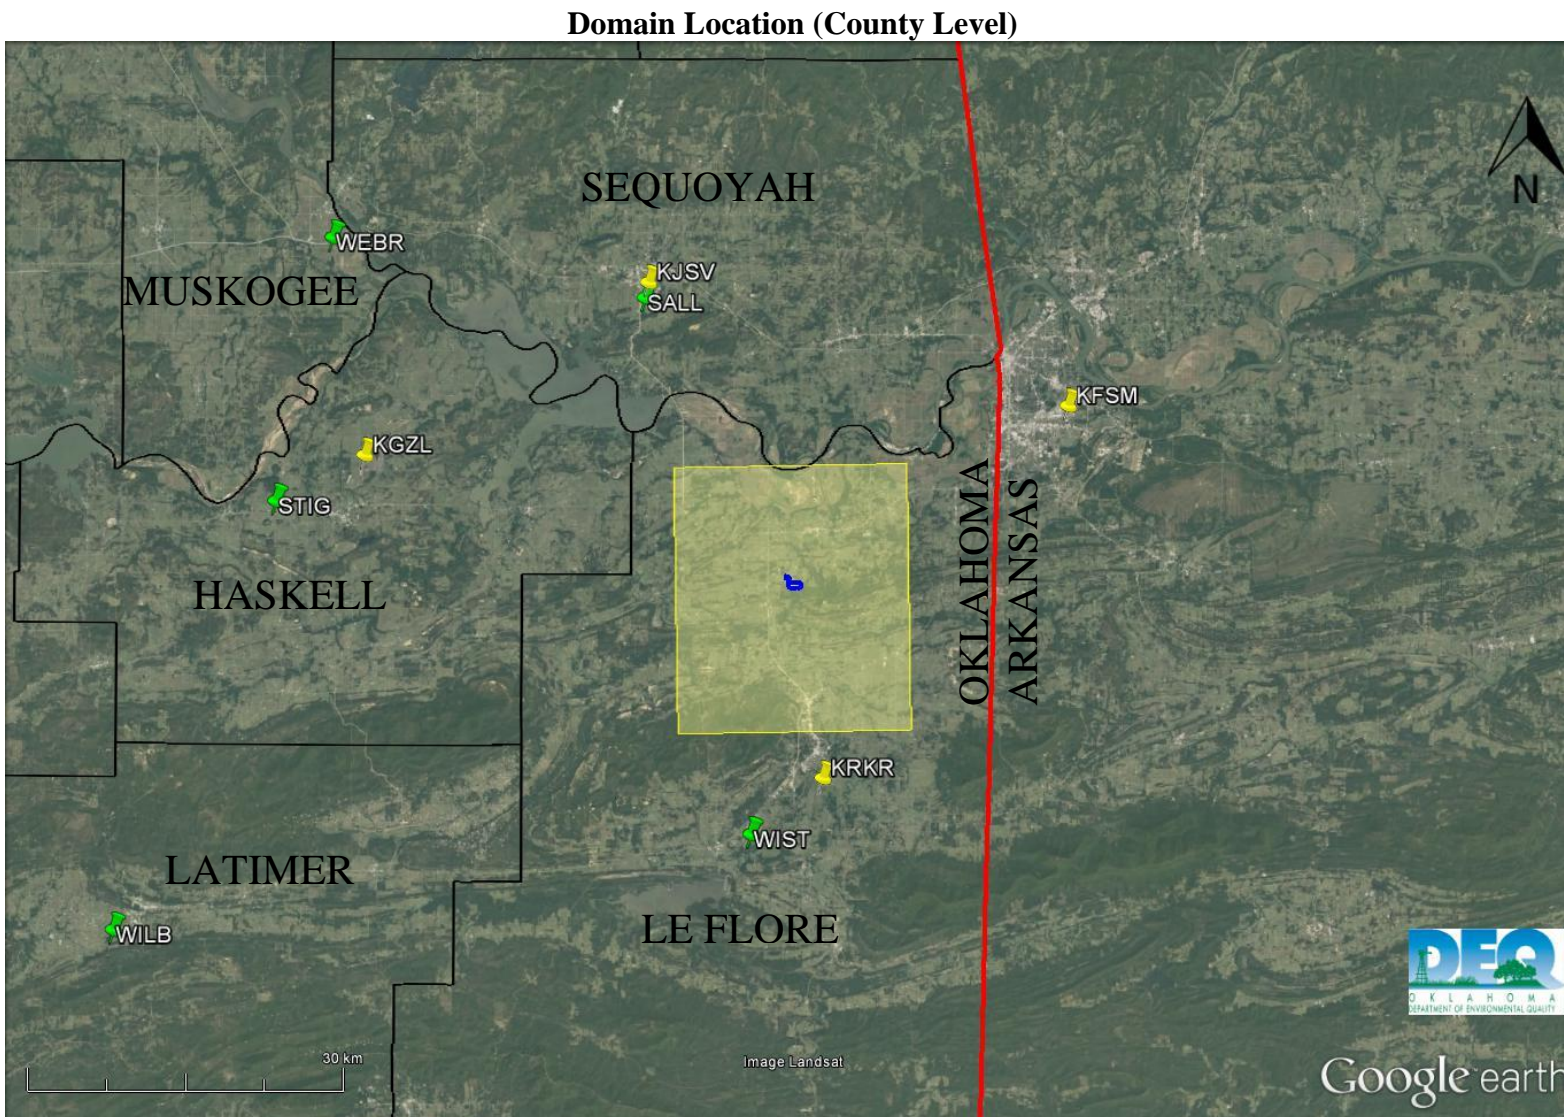 Domain Location (County Level)
SEQUOYAH
N
WEBR
KJSV
MUSKOGEE
SALL
KFSM
KGZL
STIG
OKLAHOMA
ARKANSAS
HASKELL
KRKR
WIST
LATIMER
LE FLORE
WILB
DEQ
OKLAHOMA
DEPARTMENT OF ENVIRONMENTAL QUALITY
30 km
Image Landsat
Google earth